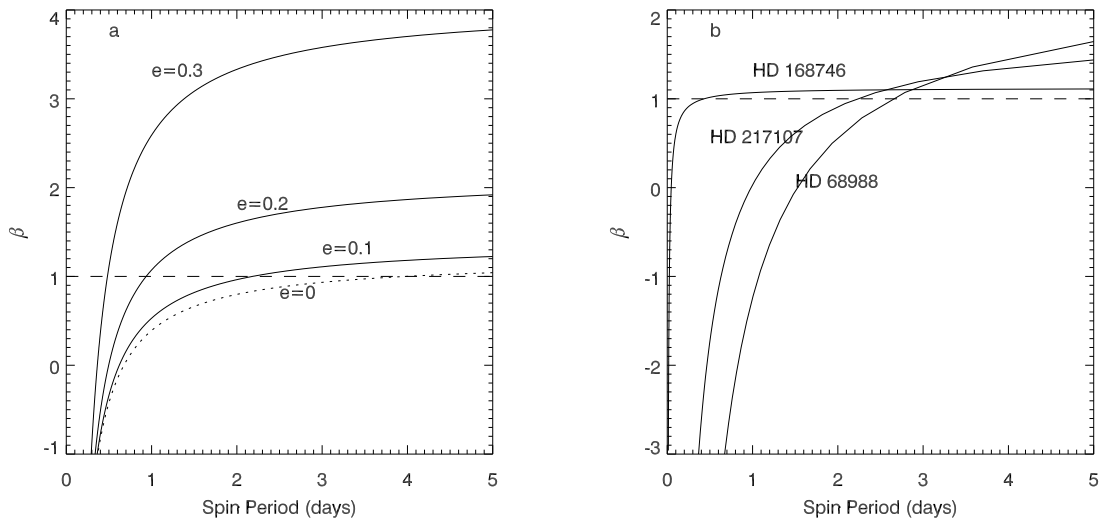 a
4
3
2
1
0
-1
β
e=0.3
e=0.2
e=0.1
e=0
0 1 2 3 4 5
Spin Period (days)
b
2
1
0
-1
-2
-3
β
HD 168746
HD 217107
HD 68988
0 1 2 3 4 5
Spin Period (days)